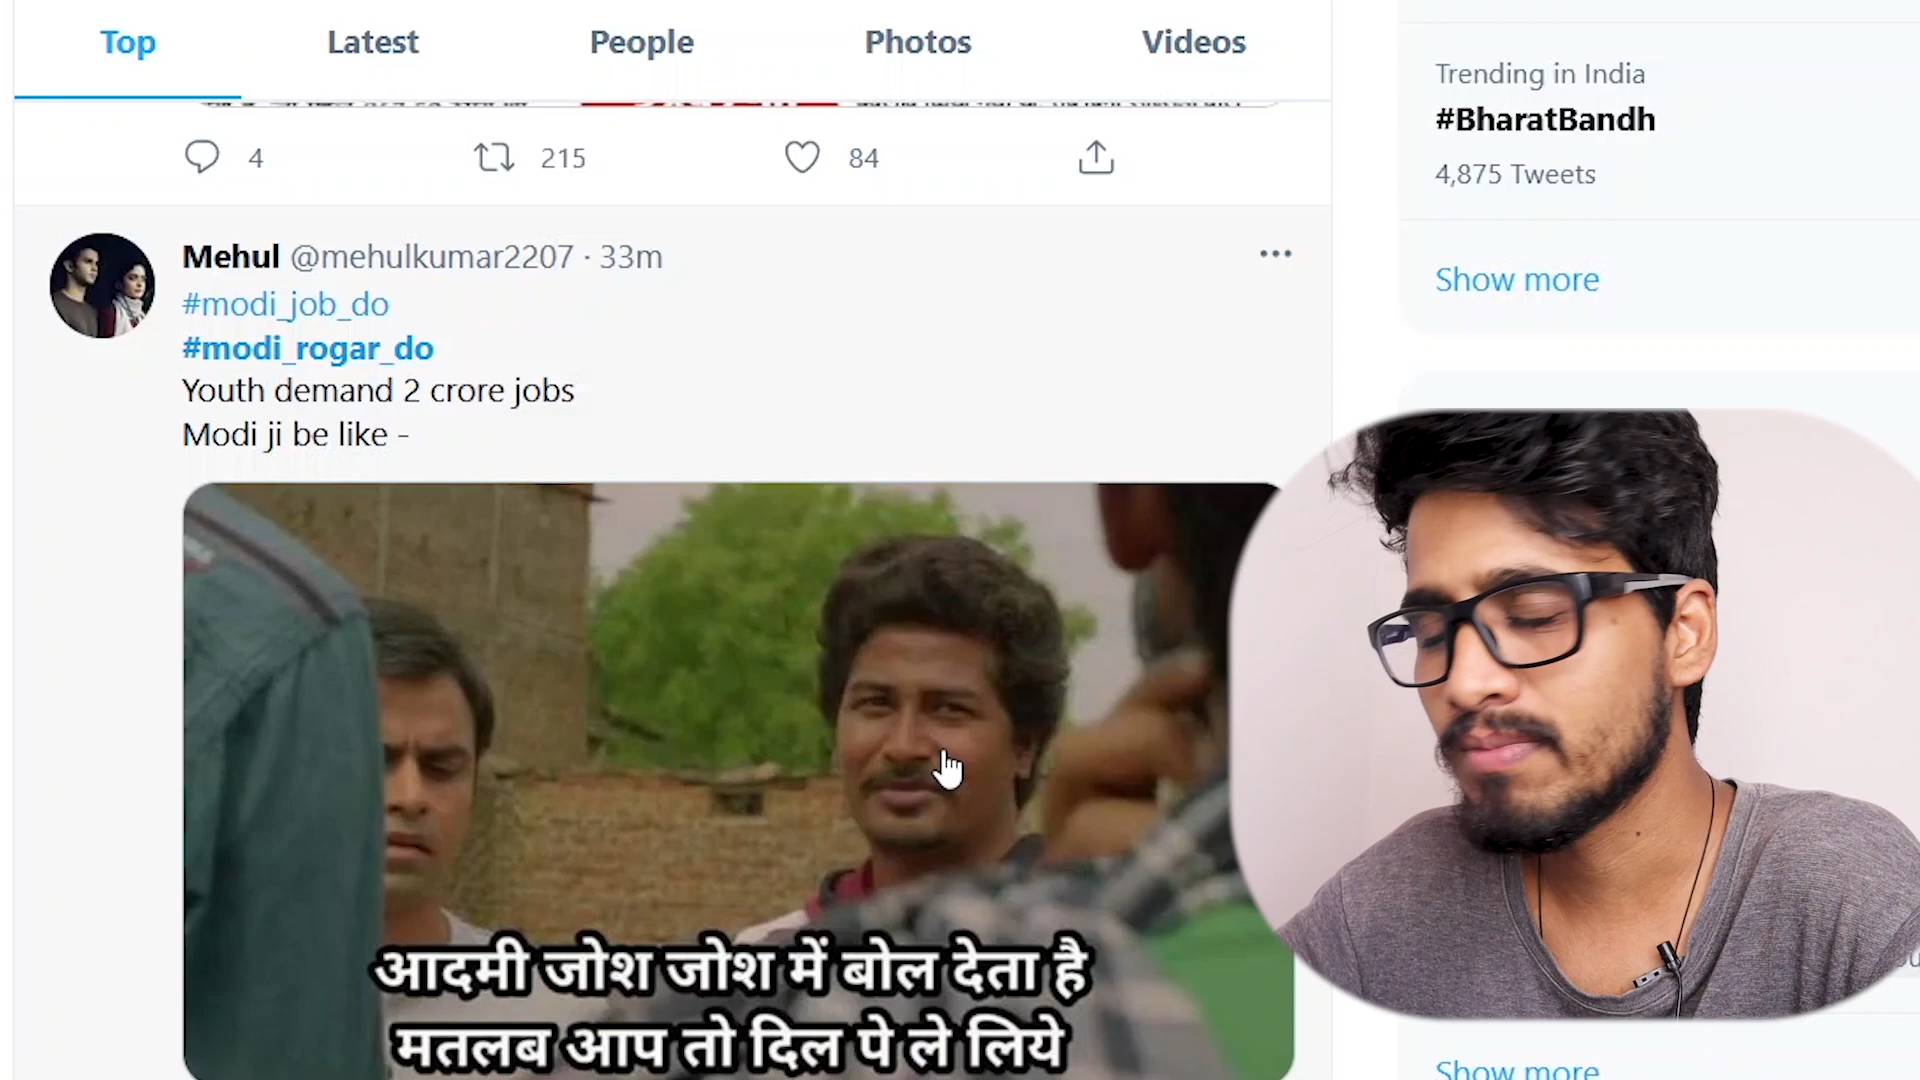 Top
Latest
People
Photos
Videos
4
215
84
Mehul @mehulkumar2207 · 33m
#modi_job_do
#modi_rogar_do
Youth demand 2 crore jobs
Modi ji be like -
आदमी जोश जोश में बोल देता है
मतलब आप तो दिल पे ले लिये
Trending in India
#BharatBandh
4,875 Tweets
Show more
Show more